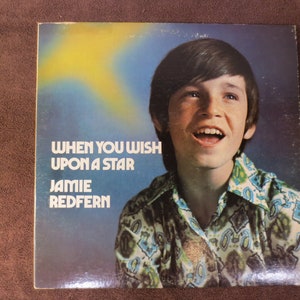 WHEN YOU WISH
UPON A STAR
JAMIE
REDFERN